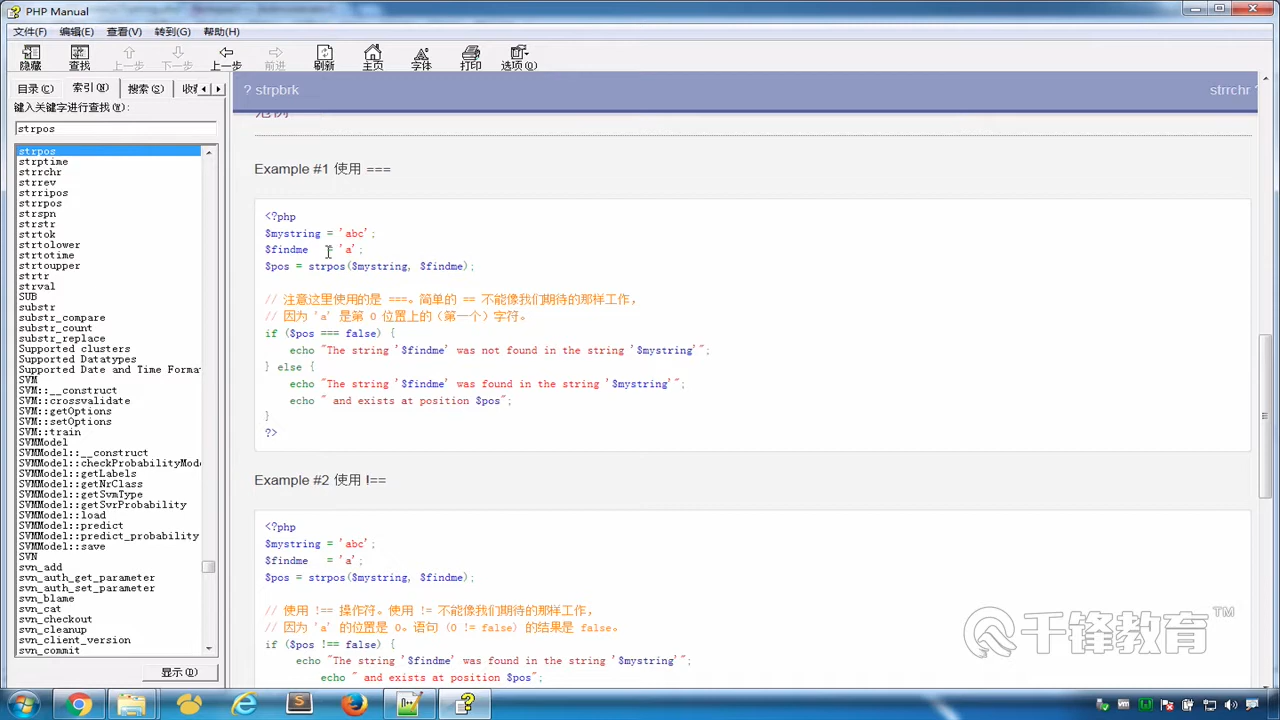 PHP Manual
文件(F) 编辑(E) 查看(V) 转到(G) 帮助(H)
隐藏 查找 上一步 下一步 上一步 前进 刷新 主页 字体 打印 选项(O)
目录(C) 索引(N) 搜索(S)
键入关键字进行查找(W):
strpos
strpos
strptime
strrchr
strrev
strripos
strrpos
strspn
strstr
strtok
strtolower
strtotime
strtoupper
strtr
strval
SUB
substr
substr_compare
substr_count
substr_replace
Supported clusters
Supported Datatypes
Supported Date and Time Forma
SVM
SVM::__construct
SVM::crossvalidate
SVM::getOptions
SVM::setOptions
SVM::train
SVMModel
SVMModel::__construct
SVMModel::checkProbabilityMode
SVMModel::getLabels
SVMModel::getNrClass
SVMModel::getSvmType
SVMModel::getSvrProbability
SVMModel::load
SVMModel::predict
SVMModel::predict_probability
SVMModel::save
SVN
svn_add
svn_auth_get_parameter
svn_auth_set_parameter
svn_blame
svn_cat
svn_checkout
svn_cleanup
svn_client_version
svn_commit
显示(D)
? strpbrk strrchr ?
范例
Example #1 使用 ===
<?php
$mystring = 'abc';
$findme   = 'a';
$pos = strpos($mystring, $findme);
// 注意这里使用的是 ===。简单的 == 不能像我们期待的那样工作，
// 因为 'a' 是第 0 位置上的（第一个）字符。
if ($pos === false) {
    echo "The string '$findme' was not found in the string '$mystring'";
} else {
    echo "The string '$findme' was found in the string '$mystring'";
    echo " and exists at position $pos";
}
?>
Example #2 使用 !==
<?php
$mystring = 'abc';
$findme   = 'a';
$pos = strpos($mystring, $findme);
// 使用 !== 操作符。使用 != 不能像我们期待的那样工作，
// 因为 'a' 的位置是 0。语句 (0 != false) 的结果是 false。
if ($pos !== false) {
     echo "The string '$findme' was found in the string '$mystring'";
         echo " and exists at position $pos";
千锋教育™